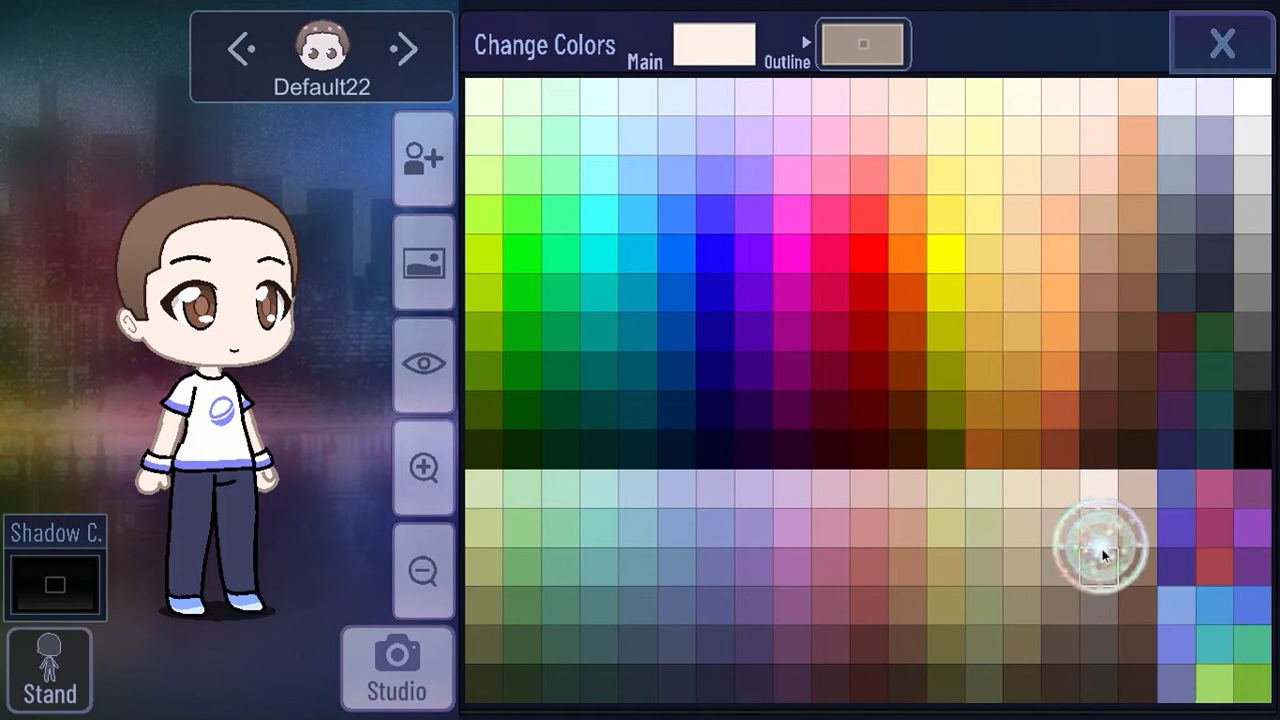 Default22
Change Colors
Main
Outline
X
Shadow C.
Stand
Studio